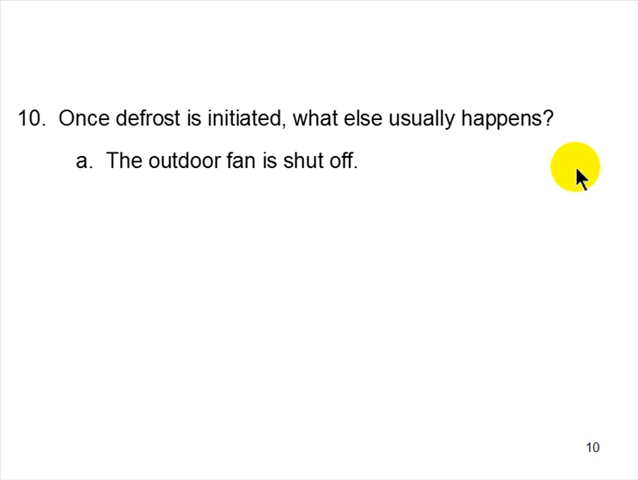 10. Once defrost is initiated, what else usually happens?
a. The outdoor fan is shut off.
10